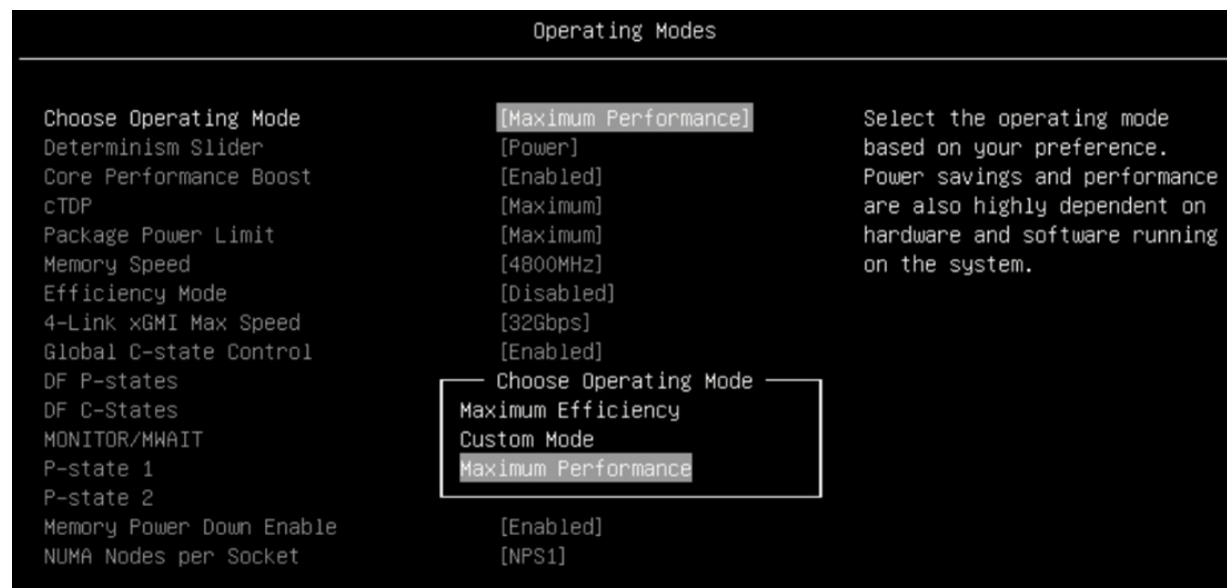 Operating Modes
Choose Operating Mode [Maximum Performance] Select the operating mode
Determinism Slider [Power] based on your preference.
Core Performance Boost [Enabled] Power savings and performance
cTDP [Maximum] are also highly dependent on
Package Power Limit [Maximum] hardware and software running
Memory Speed [4800MHz] on the system.
Efficiency Mode [Disabled]
4-Link xGMI Max Speed [32Gbps]
Global C-state Control [Enabled]
DF P-states Choose Operating Mode
DF C-States Maximum Efficiency
MONITOR/MWAIT Custom Mode
P-state 1 Maximum Performance
P-state 2
Memory Power Down Enable [Enabled]
NUMA Nodes per Socket [NPS1]